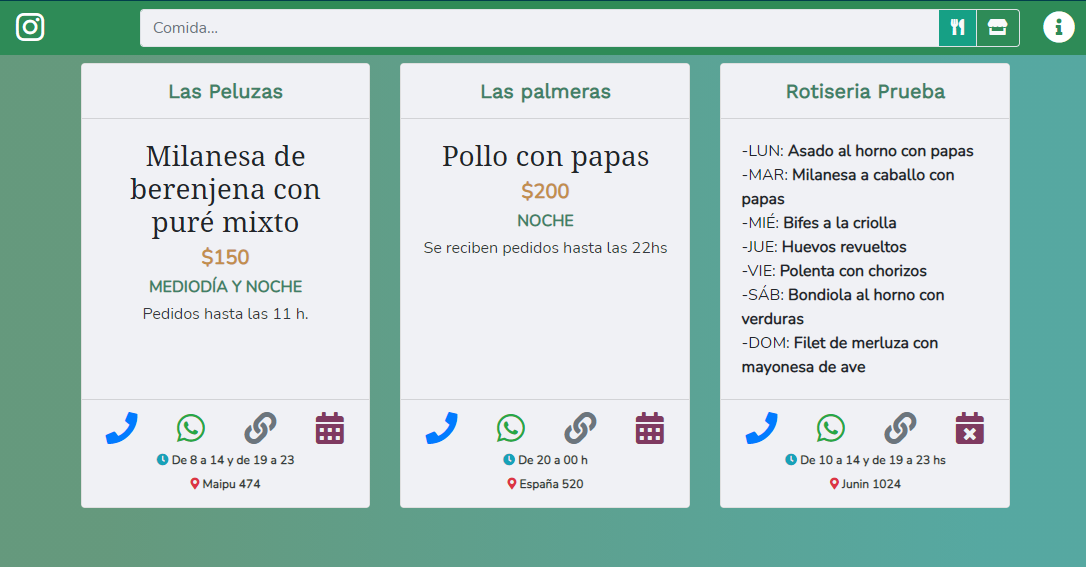 Comida...
Las Peluzas
Milanesa de
berenjena con
puré mixto
$150
MEDIODÍA Y NOCHE
Pedidos hasta las 11 h.
De 8 a 14 y de 19 a 23
Maipu 474
Las palmeras
Pollo con papas
$200
NOCHE
Se reciben pedidos hasta las 22hs
De 20 a 00 h
España 520
Rotiseria Prueba
-LUN: Asado al horno con papas
-MAR: Milanesa a caballo con
papas
-MIÉ: Bifes a la criolla
-JUE: Huevos revueltos
-VIE: Polenta con chorizos
-SÁB: Bondiola al horno con
verduras
-DOM: Filet de merluza con
mayonesa de ave
De 10 a 14 y de 19 a 23 hs
Junin 1024